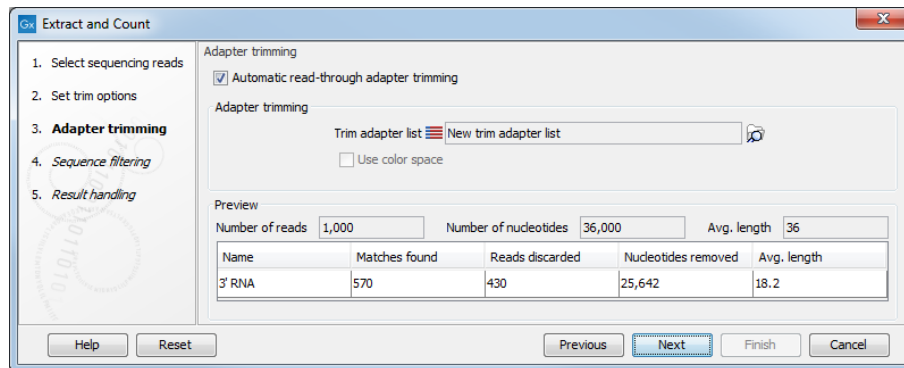 Gx Extract and Count
1. Select sequencing reads
2. Set trim options
3. Adapter trimming
4. Sequence filtering
5. Result handling
Adapter trimming
Automatic read-through adapter trimming
Adapter trimming
Trim adapter list New trim adapter list
Use color space
Preview
Number of reads 1,000 Number of nucleotides 36,000 Avg. length 36
Name Matches found Reads discarded Nucleotides removed Avg. length
3' RNA 570 430 25,642 18.2
Help Reset Previous Next Finish Cancel